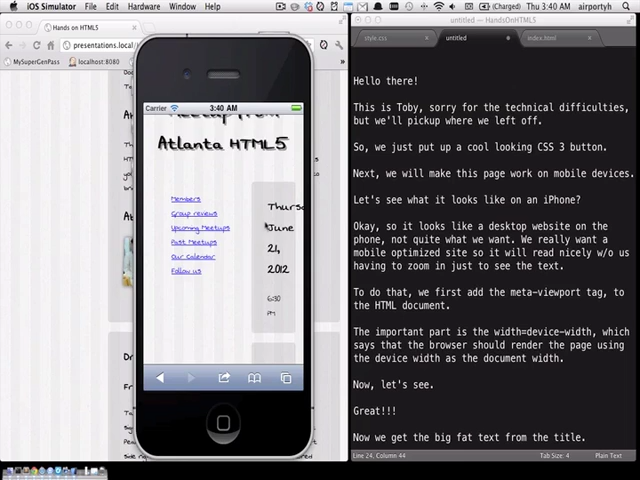 iOS Simulator File Edit Hardware Window Help
Thu 3:40 AM airportyh
Hands on HTML5
presentations.local/
MySuperGenPass localhost:8080
Carrer 3:40 AM
Meetup from
Atlanta HTML5
Members
Group reviews
Upcoming Meetups
Past Meetups
Our Calendar
Follow us
Thursd
June
21,
2012
6:30
PM
untitled — HandsOnHTML5
style.css untitled index.html
Hello there!
This is Toby, sorry for the technical difficulties,
but we'll pickup where we left off.
So, we just put up a cool looking CSS 3 button.
Next, we will make this page work on mobile devices.
Let's see what it looks like on an iPhone?
Okay, so it looks like a desktop website on the
phone, not quite what we want. We really want a
mobile optimized site so it will read nicely w/o us
having to zoom in just to see the text.
To do that, we first add the meta-viewport tag, to
the HTML document.
The important part is the width=device-width, which
says that the browser should render the page using
the device width as the document width.
Now, let's see.
Great!!!
Now we get the big fat text from the title.
Line 24, Column 44 Tab Size: 4 Plain Text